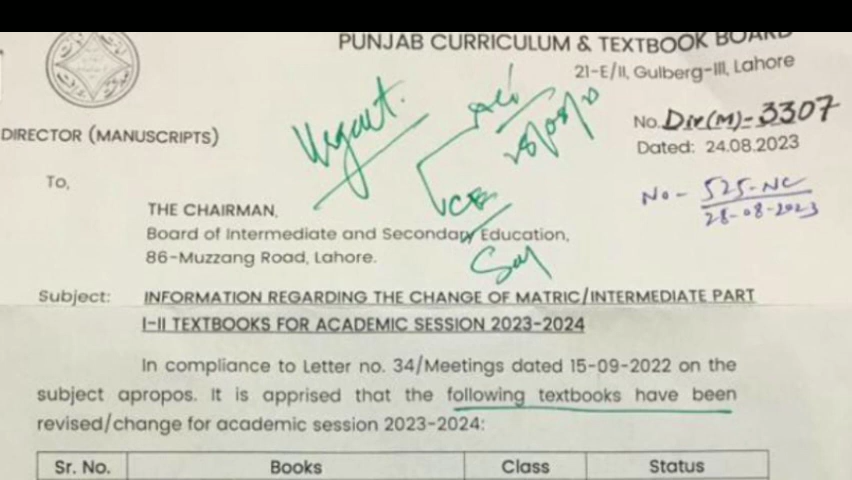 PUNJAB CURRICULUM & TEXTBOOK BOARD
21-E/II, Gulberg-III, Lahore
Urgent.
No. Dir(M)-3307
DIRECTOR (MANUSCRIPTS)
Dated: 24.08.2023
To,
No- 525-NC
28-08-2023
THE CHAIRMAN,
Board of Intermediate and Secondary Education,
86-Muzzang Road, Lahore.
Subject: INFORMATION REGARDING THE CHANGE OF MATRIC/INTERMEDIATE PART
I-II TEXTBOOKS FOR ACADEMIC SESSION 2023-2024
In compliance to Letter no. 34/Meetings dated 15-09-2022 on the
subject apropos. It is apprised that the following textbooks have been
revised/change for academic session 2023-2024:
Sr. No. Books Class Status